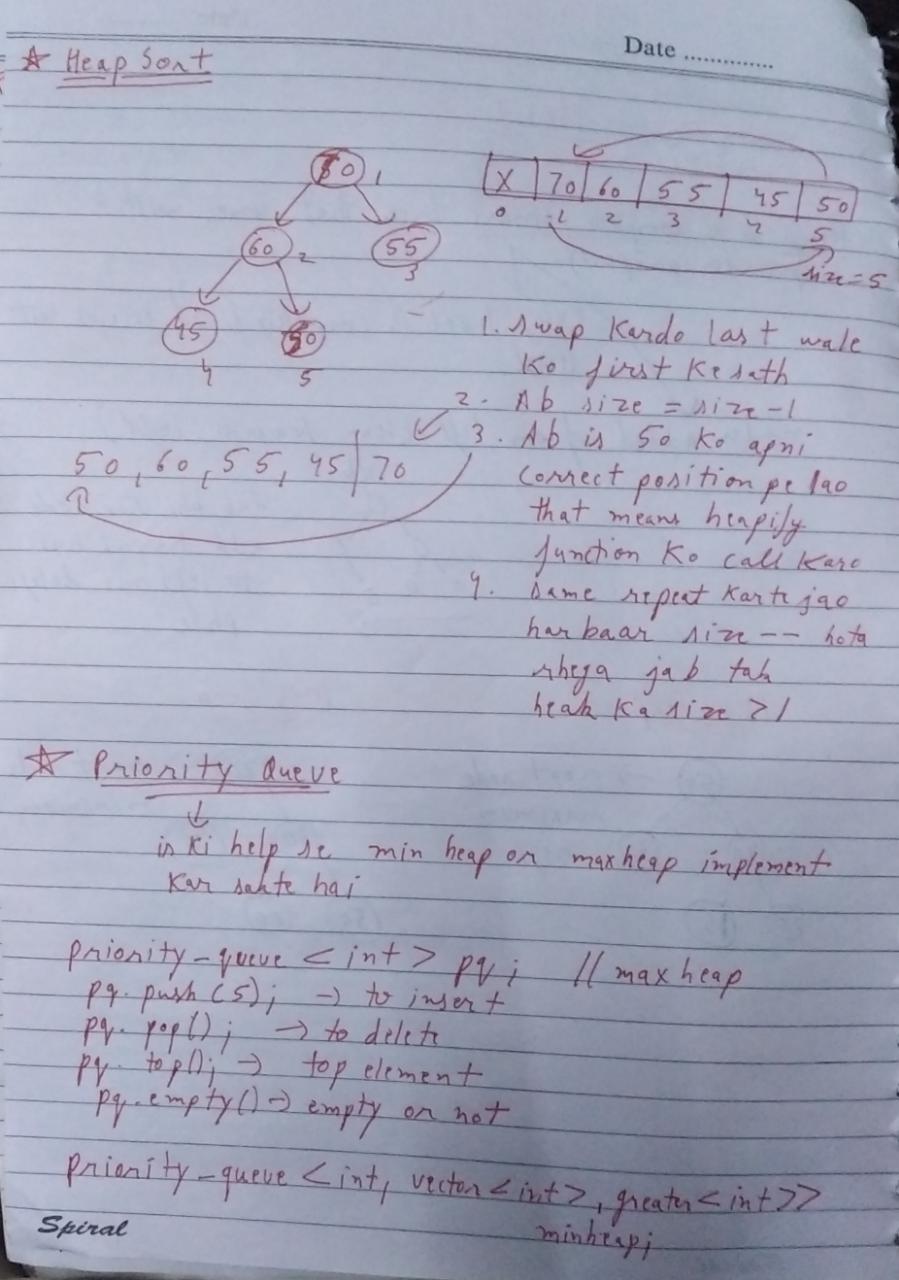 Date ..............
☆ Heap Sort
50 1
60 2
55
3
45
4
50
5
X 70 60 55 45 50
0 1 2 3 4 5
size = 5
1. Swap Kardo last wale
Ko first Ke sath
2. Ab size = size - 1
3. Ab is 50 Ko apni
correct position pe lao
that means heapify
function Ko call Karo
4. Same repeat Karte jao
har baar size -- hota
rhega jab tak
heak Ka size > 1
50, 60, 55, 45 | 70
☆ Priority Queue
↓
is Ki help se min heap or maxheap implement
Kar sakte hai
priority-queue <int> pq; // max heap
pq. push (5); → to insert
pq. pop(); → to delete
pq. top(); → top element
pq. empty() → empty or not
priority-queue <int, vector<int>, greater<int>>
minheap;
Spiral